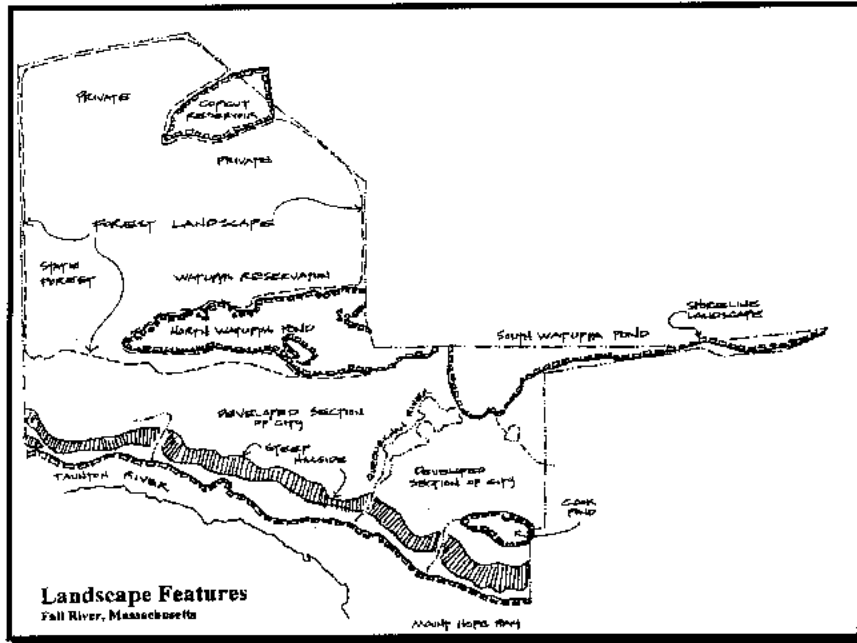 PRIVATE
COPICUT
RESERVOIR
PRIVATE
FOREST LANDSCAPE
STATE
FOREST
WATUPPA RESERVATION
NORTH WATUPPA POND
SOUTH WATUPPA POND
SHORELINE
LANDSCAPE
DEVELOPED SECTION
OF CITY
STEEP
HILLSIDE
TAUNTON RIVER
DEVELOPED
SECTION OF CITY
COOK
POND
Landscape Features
Fall River, Massachusetts
MOUNT HOPE BAY